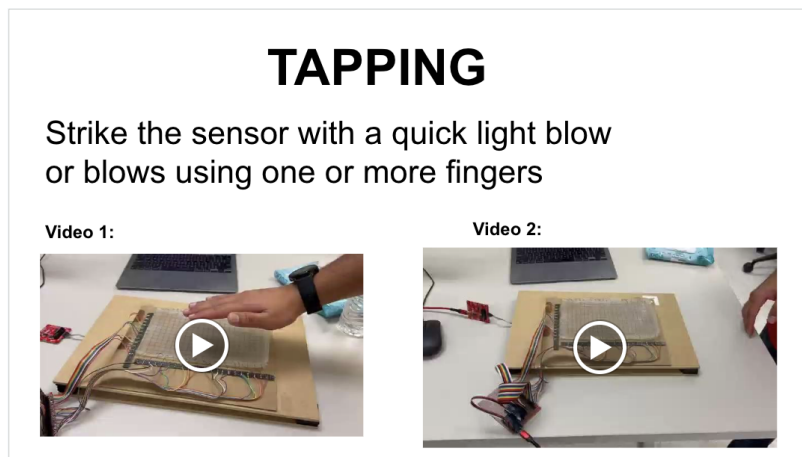 TAPPING
Strike the sensor with a quick light blow
or blows using one or more fingers
Video 1:
Video 2: